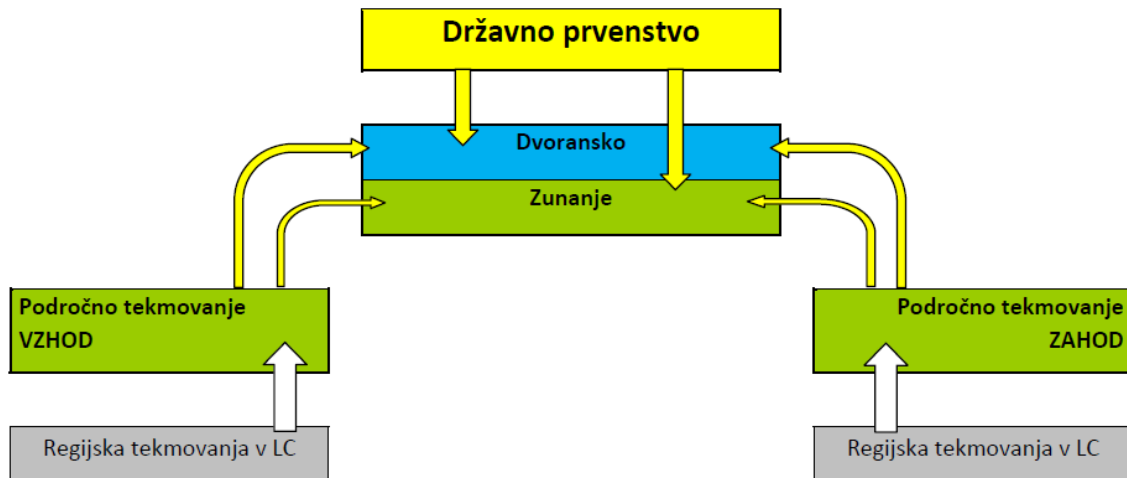 Državno prvenstvo
Dvoransko
Zunanje
Področno tekmovanje
VZHOD
Področno tekmovanje
ZAHOD
Regijska tekmovanja v LC
Regijska tekmovanja v LC